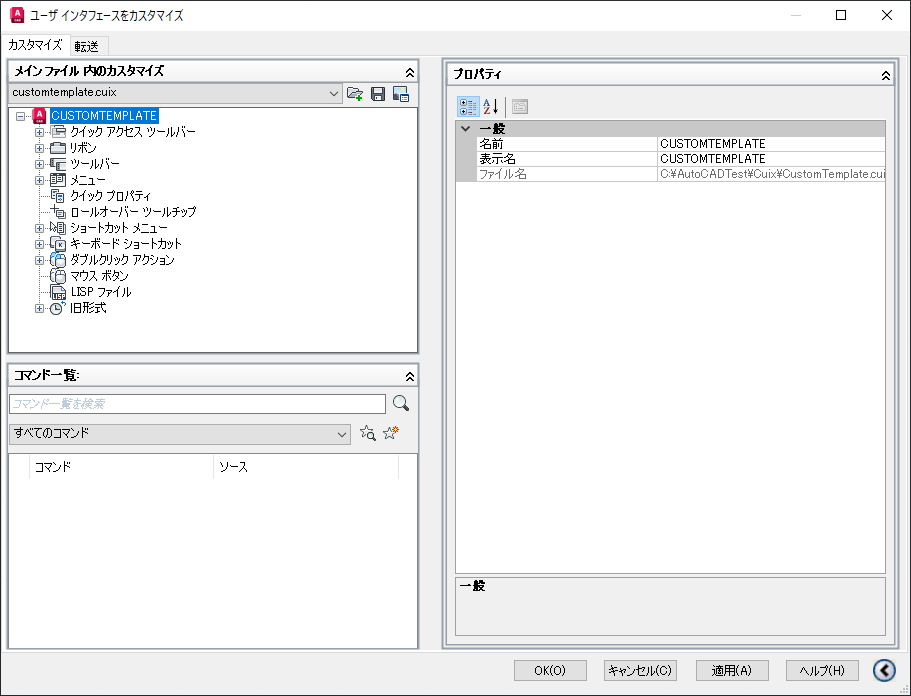 ユーザ インタフェースをカスタマイズ
カスタマイズ
転送
メイン ファイル 内のカスタマイズ
customtemplate.cuix
CUSTOMTEMPLATE
クイック アクセス ツールバー
リボン
ツールバー
メニュー
クイック プロパティ
ロールオーバー ツールチップ
ショートカット メニュー
キーボード ショートカット
ダブルクリック アクション
マウス ボタン
LISP ファイル
旧形式
コマンド一覧:
コマンド一覧を検索
すべてのコマンド
コマンド ソース
プロパティ
一般
名前 CUSTOMTEMPLATE
表示名 CUSTOMTEMPLATE
ファイル名 C:¥AutoCADTest¥Cuix¥CustomTemplate.cui
一般
OK(O)
キャンセル(C)
適用(A)
ヘルプ(H)